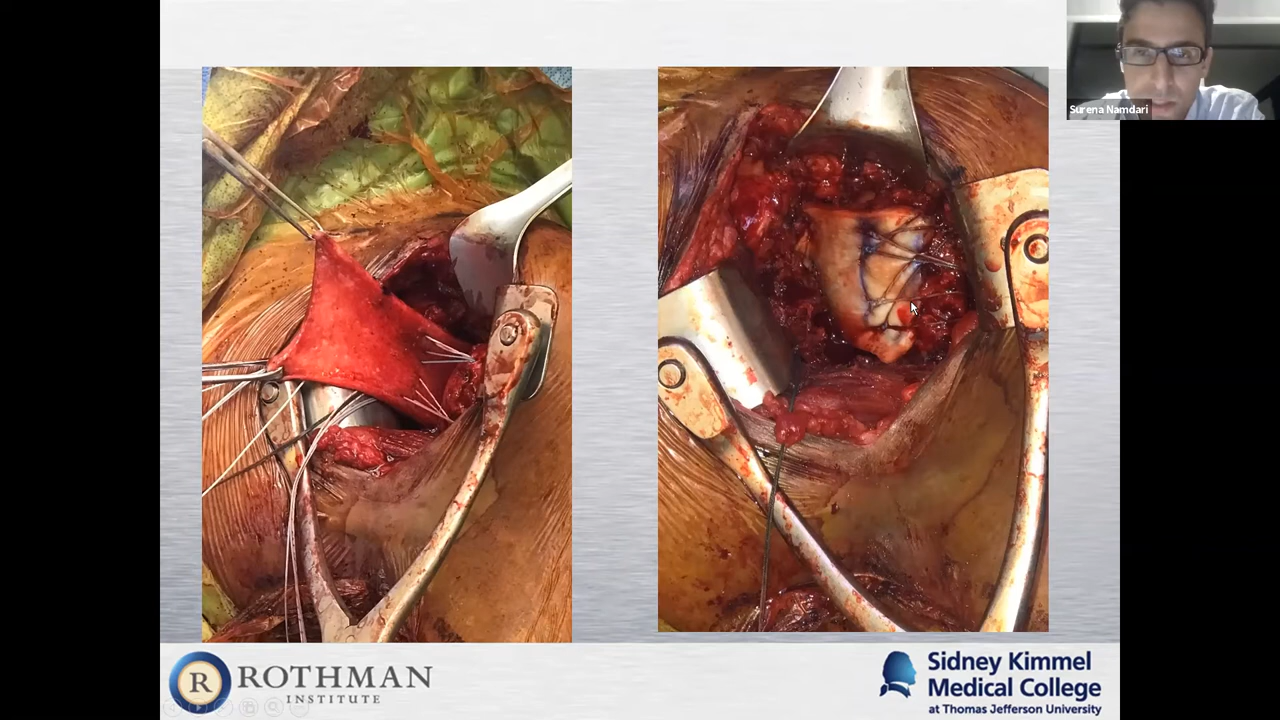 Surena Namdari
R ROTHMAN
INSTITUTE
Sidney Kimmel
Medical College
at Thomas Jefferson University